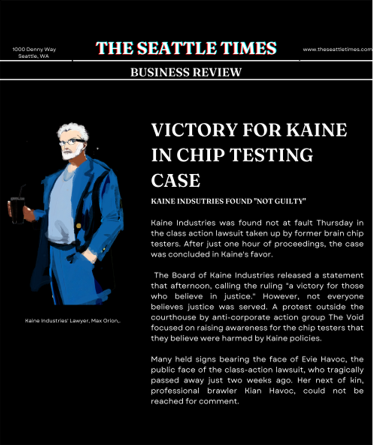 1000 Denny Way
Seattle, WA
THE SEATTLE TIMES
www.theseattletimes.com
BUSINESS REVIEW
VICTORY FOR KAINE
IN CHIP TESTING
CASE
KAINE INDSUTRIES FOUND "NOT GUILTY"
Kaine Industries was found not at fault Thursday in
the class action lawsuit taken up by former brain chip
testers. After just one hour of proceedings, the case
was concluded in Kaine's favor.
The Board of Kaine Industries released a statement
that afternoon, calling the ruling "a victory for those
who believe in justice." However, not everyone
believes justice was served. A protest outside the
courthouse by anti-corporate action group The Void
focused on raising awareness for the chip testers that
they believe were harmed by Kaine policies.
Many held signs bearing the face of Evie Havoc, the
public face of the class-action lawsuit, who tragically
passed away just two weeks ago. Her next of kin,
professional brawler Kian Havoc, could not be
reached for comment.
Kaine Industries' Lawyer, Max Orion...